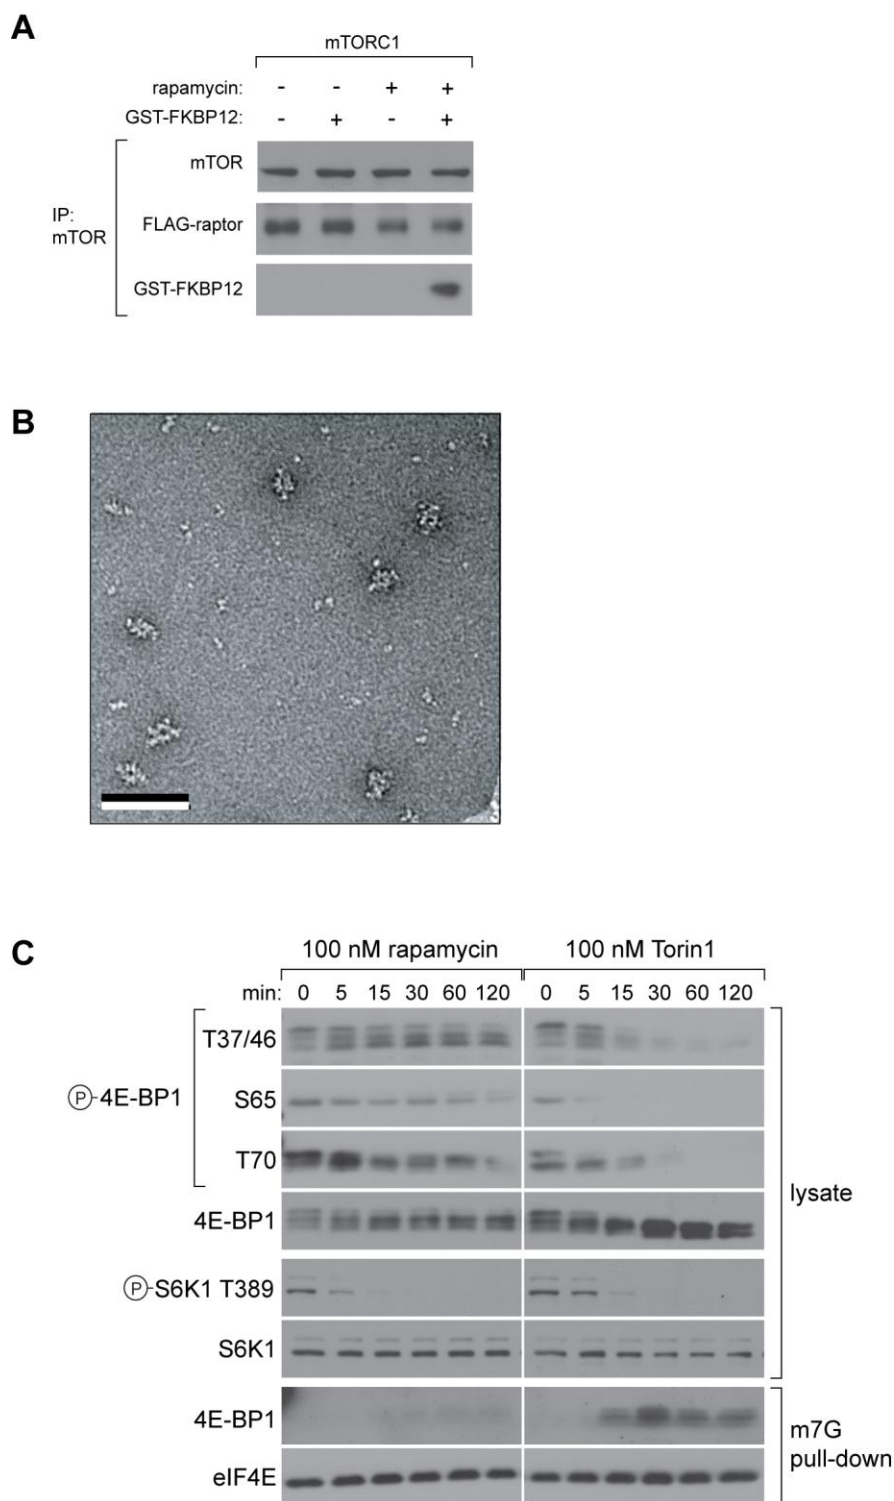 A
mTORC1
rapamycin: - - + +
GST-FKBP12: - + - +
IP:
mTOR
mTOR
FLAG-raptor
GST-FKBP12
B
C
100 nM rapamycin 100 nM Torin1
min: 0 5 15 30 60 120 0 5 15 30 60 120
P-4E-BP1
T37/46
S65
T70
4E-BP1
P-S6K1 T389
S6K1
lysate
4E-BP1
eIF4E
m7G
pull-down